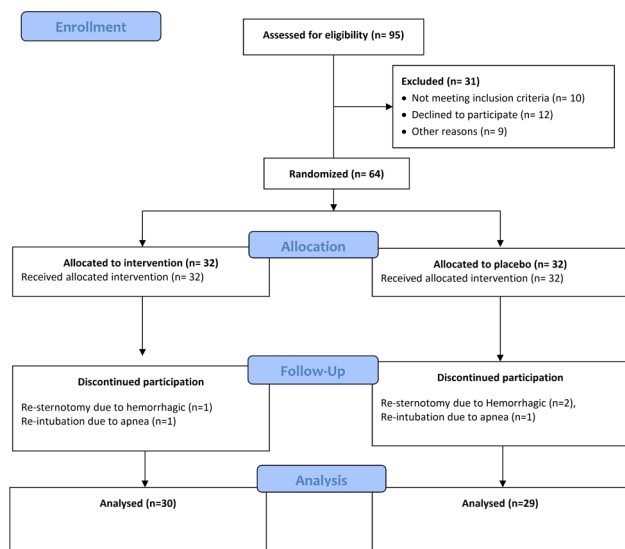 Enrollment
Assessed for eligibility (n= 95)
Excluded (n= 31)
• Not meeting inclusion criteria (n= 10)
• Declined to participate (n= 12)
• Other reasons (n= 9)
Randomized (n= 64)
Allocation
Allocated to intervention (n= 32)
Received allocated intervention (n= 32)
Allocated to placebo (n= 32)
Received allocated intervention (n= 32)
Follow-Up
Discontinued participation
Re-sternotomy due to hemorrhagic (n=1)
Re-intubation due to apnea (n=1)
Discontinued participation
Re-sternotomy due to Hemorrhagic (n=2),
Re-intubation due to apnea (n=1)
Analysis
Analysed (n=30)
Analysed (n=29)